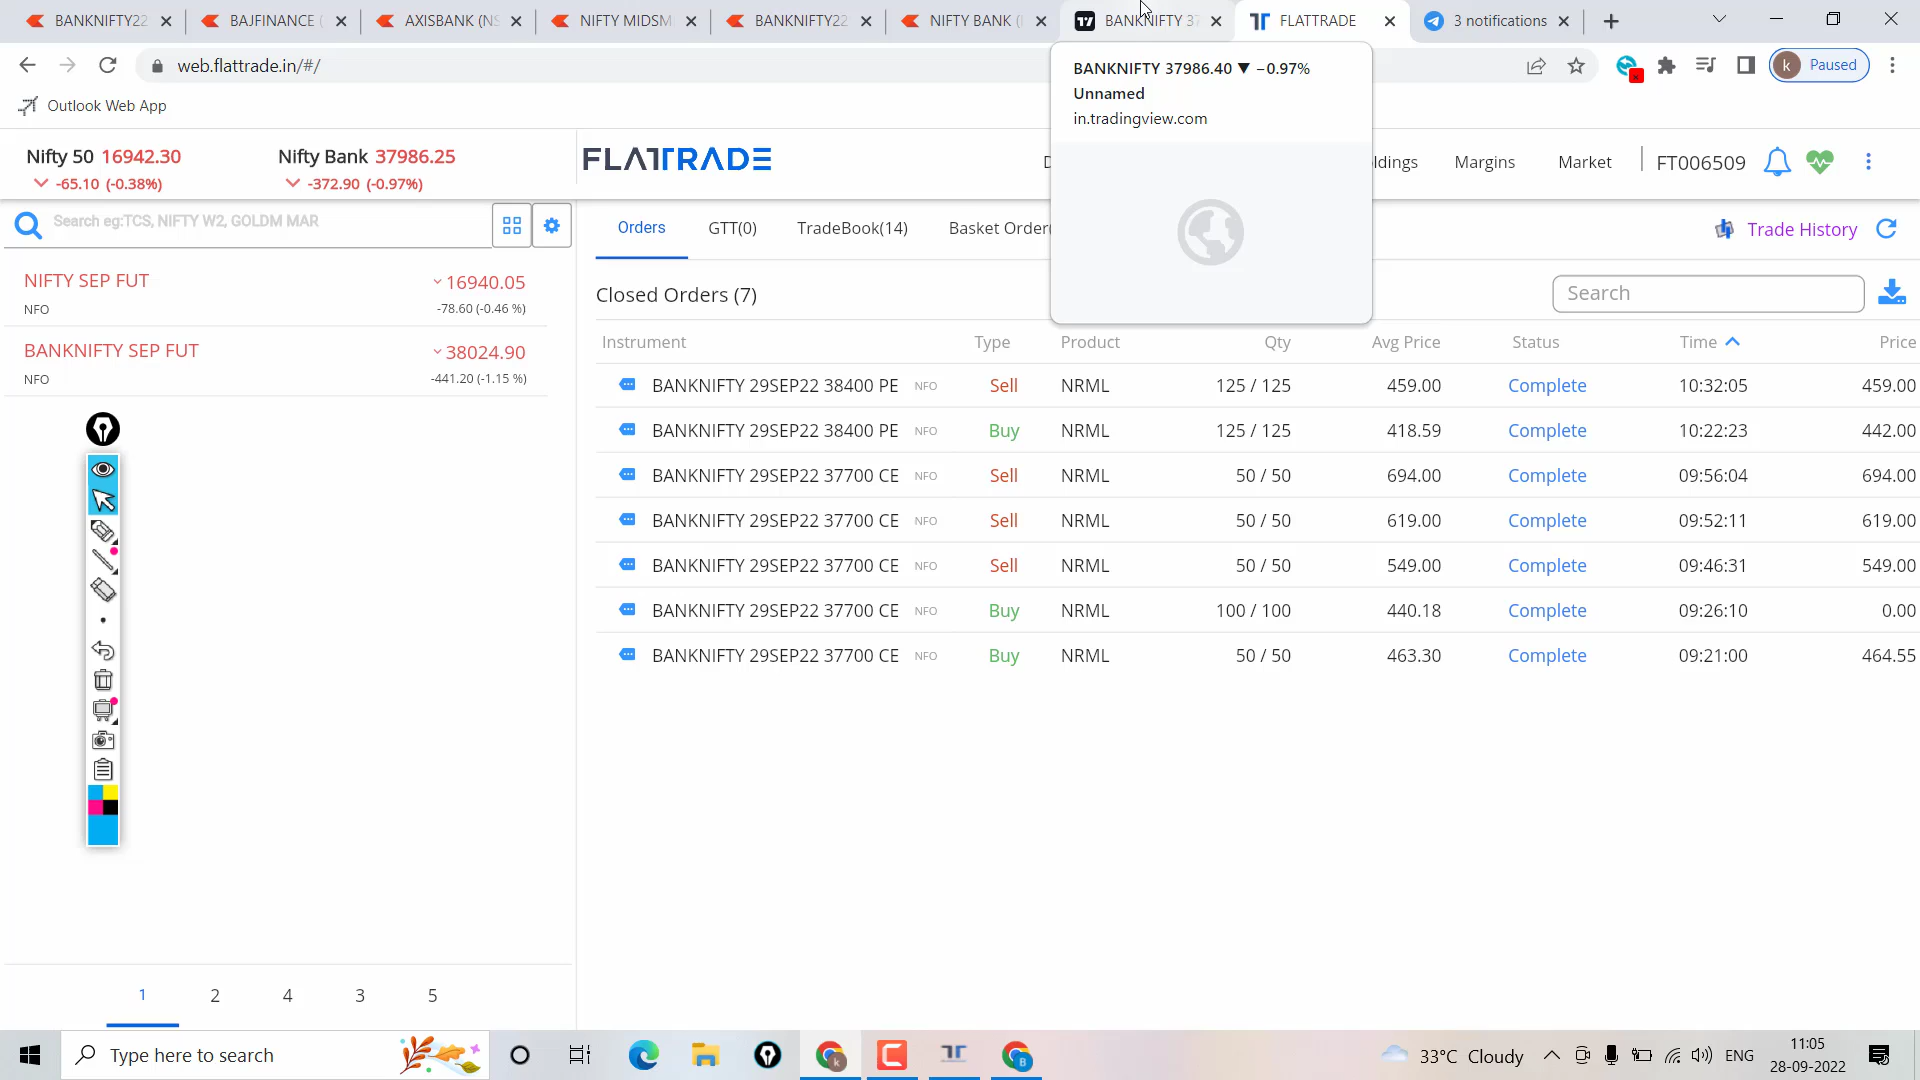 BANKNIFTY22
BAJFINANCE (
AXISBANK (NS
NIFTY MIDSM
BANKNIFTY22
NIFTY BANK (I
BANKNIFTY 37
FLATTRADE
3 notifications
web.flattrade.in/#/
k Paused
Outlook Web App
BANKNIFTY 37986.40 ▼ −0.97%
Unnamed
in.tradingview.com
Nifty 50 16942.30
-65.10 (-0.38%)
Nifty Bank 37986.25
-372.90 (-0.97%)
FLATTRADE
D
ldings
Margins
Market
FT006509
Search eg:TCS, NIFTY W2, GOLDM MAR
Orders
GTT(0)
TradeBook(14)
Basket Order(
Trade History
NIFTY SEP FUT 16940.05
NFO -78.60 (-0.46 %)
BANKNIFTY SEP FUT 38024.90
NFO -441.20 (-1.15 %)
Closed Orders (7)
Search
Instrument Type Product Qty Avg Price Status Time Price
BANKNIFTY 29SEP22 38400 PE NFO Sell NRML 125 / 125 459.00 Complete 10:32:05 459.00
BANKNIFTY 29SEP22 38400 PE NFO Buy NRML 125 / 125 418.59 Complete 10:22:23 442.00
BANKNIFTY 29SEP22 37700 CE NFO Sell NRML 50 / 50 694.00 Complete 09:56:04 694.00
BANKNIFTY 29SEP22 37700 CE NFO Sell NRML 50 / 50 619.00 Complete 09:52:11 619.00
BANKNIFTY 29SEP22 37700 CE NFO Sell NRML 50 / 50 549.00 Complete 09:46:31 549.00
BANKNIFTY 29SEP22 37700 CE NFO Buy NRML 100 / 100 440.18 Complete 09:26:10 0.00
BANKNIFTY 29SEP22 37700 CE NFO Buy NRML 50 / 50 463.30 Complete 09:21:00 464.55
1 2 4 3 5
Type here to search
33°C Cloudy
ENG
11:05
28-09-2022